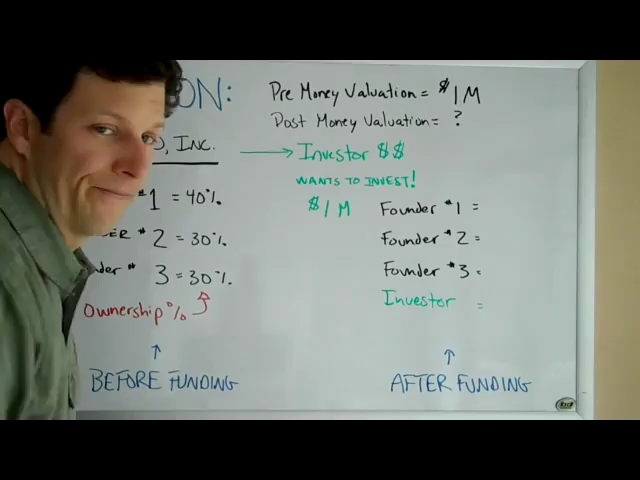 ON:
Pre Money Valuation = $1M
Post Money Valuation = ?
, INC.
Investor $$
WANTS TO INVEST!
$1M
#1 = 40%
#2 = 30%
#3 = 30%
Ownership %
BEFORE FUNDING
Founder #1 =
Founder #2 =
Founder #3 =
Investor =
AFTER FUNDING